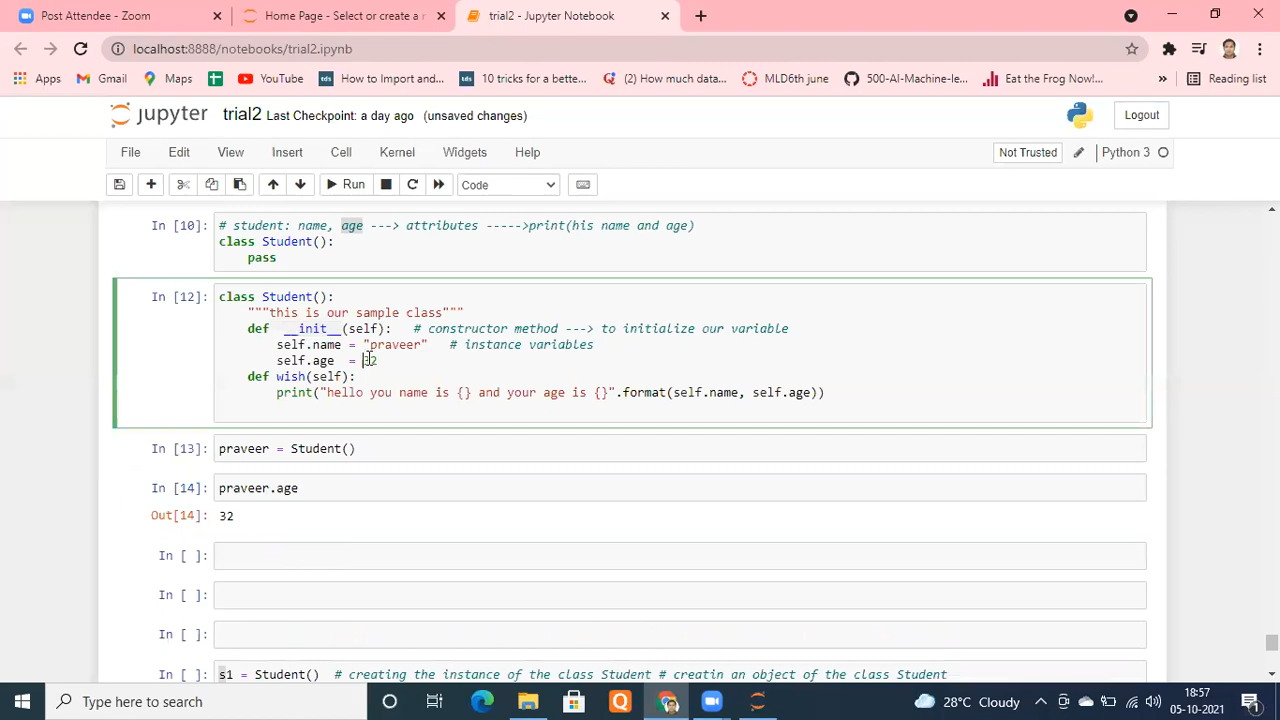 Post Attendee - Zoom
Home Page - Select or create a n
trial2 - Jupyter Notebook
localhost:8888/notebooks/trial2.ipynb
Apps
Gmail
Maps
YouTube
How to Import and...
10 tricks for a bette...
(2) How much data...
MLD6th june
500-AI-Machine-le...
Eat the Frog Now!...
»
Reading list
jupyter
trial2 Last Checkpoint: a day ago (unsaved changes)
Logout
File
Edit
View
Insert
Cell
Kernel
Widgets
Help
Not Trusted
Python 3
Run
Code
In [10]:
# student: name, age ---> attributes ----->print(his name and age)
class Student():
pass
In [12]:
class Student():
"""this is our sample class"""
def __init__(self): # constructor method ---> to initialize our variable
self.name = "praveer" # instance variables
self.age = 32
def wish(self):
print("hello you name is {} and your age is {}".format(self.name, self.age))
In [13]:
praveer = Student()
In [14]:
praveer.age
Out[14]:
32
In [ ]:
In [ ]:
In [ ]:
In [ ]:
s1 = Student() # creating the instance of the class Student # creatin an object of the class Student
Type here to search
28°C Cloudy
18:57
05-10-2021